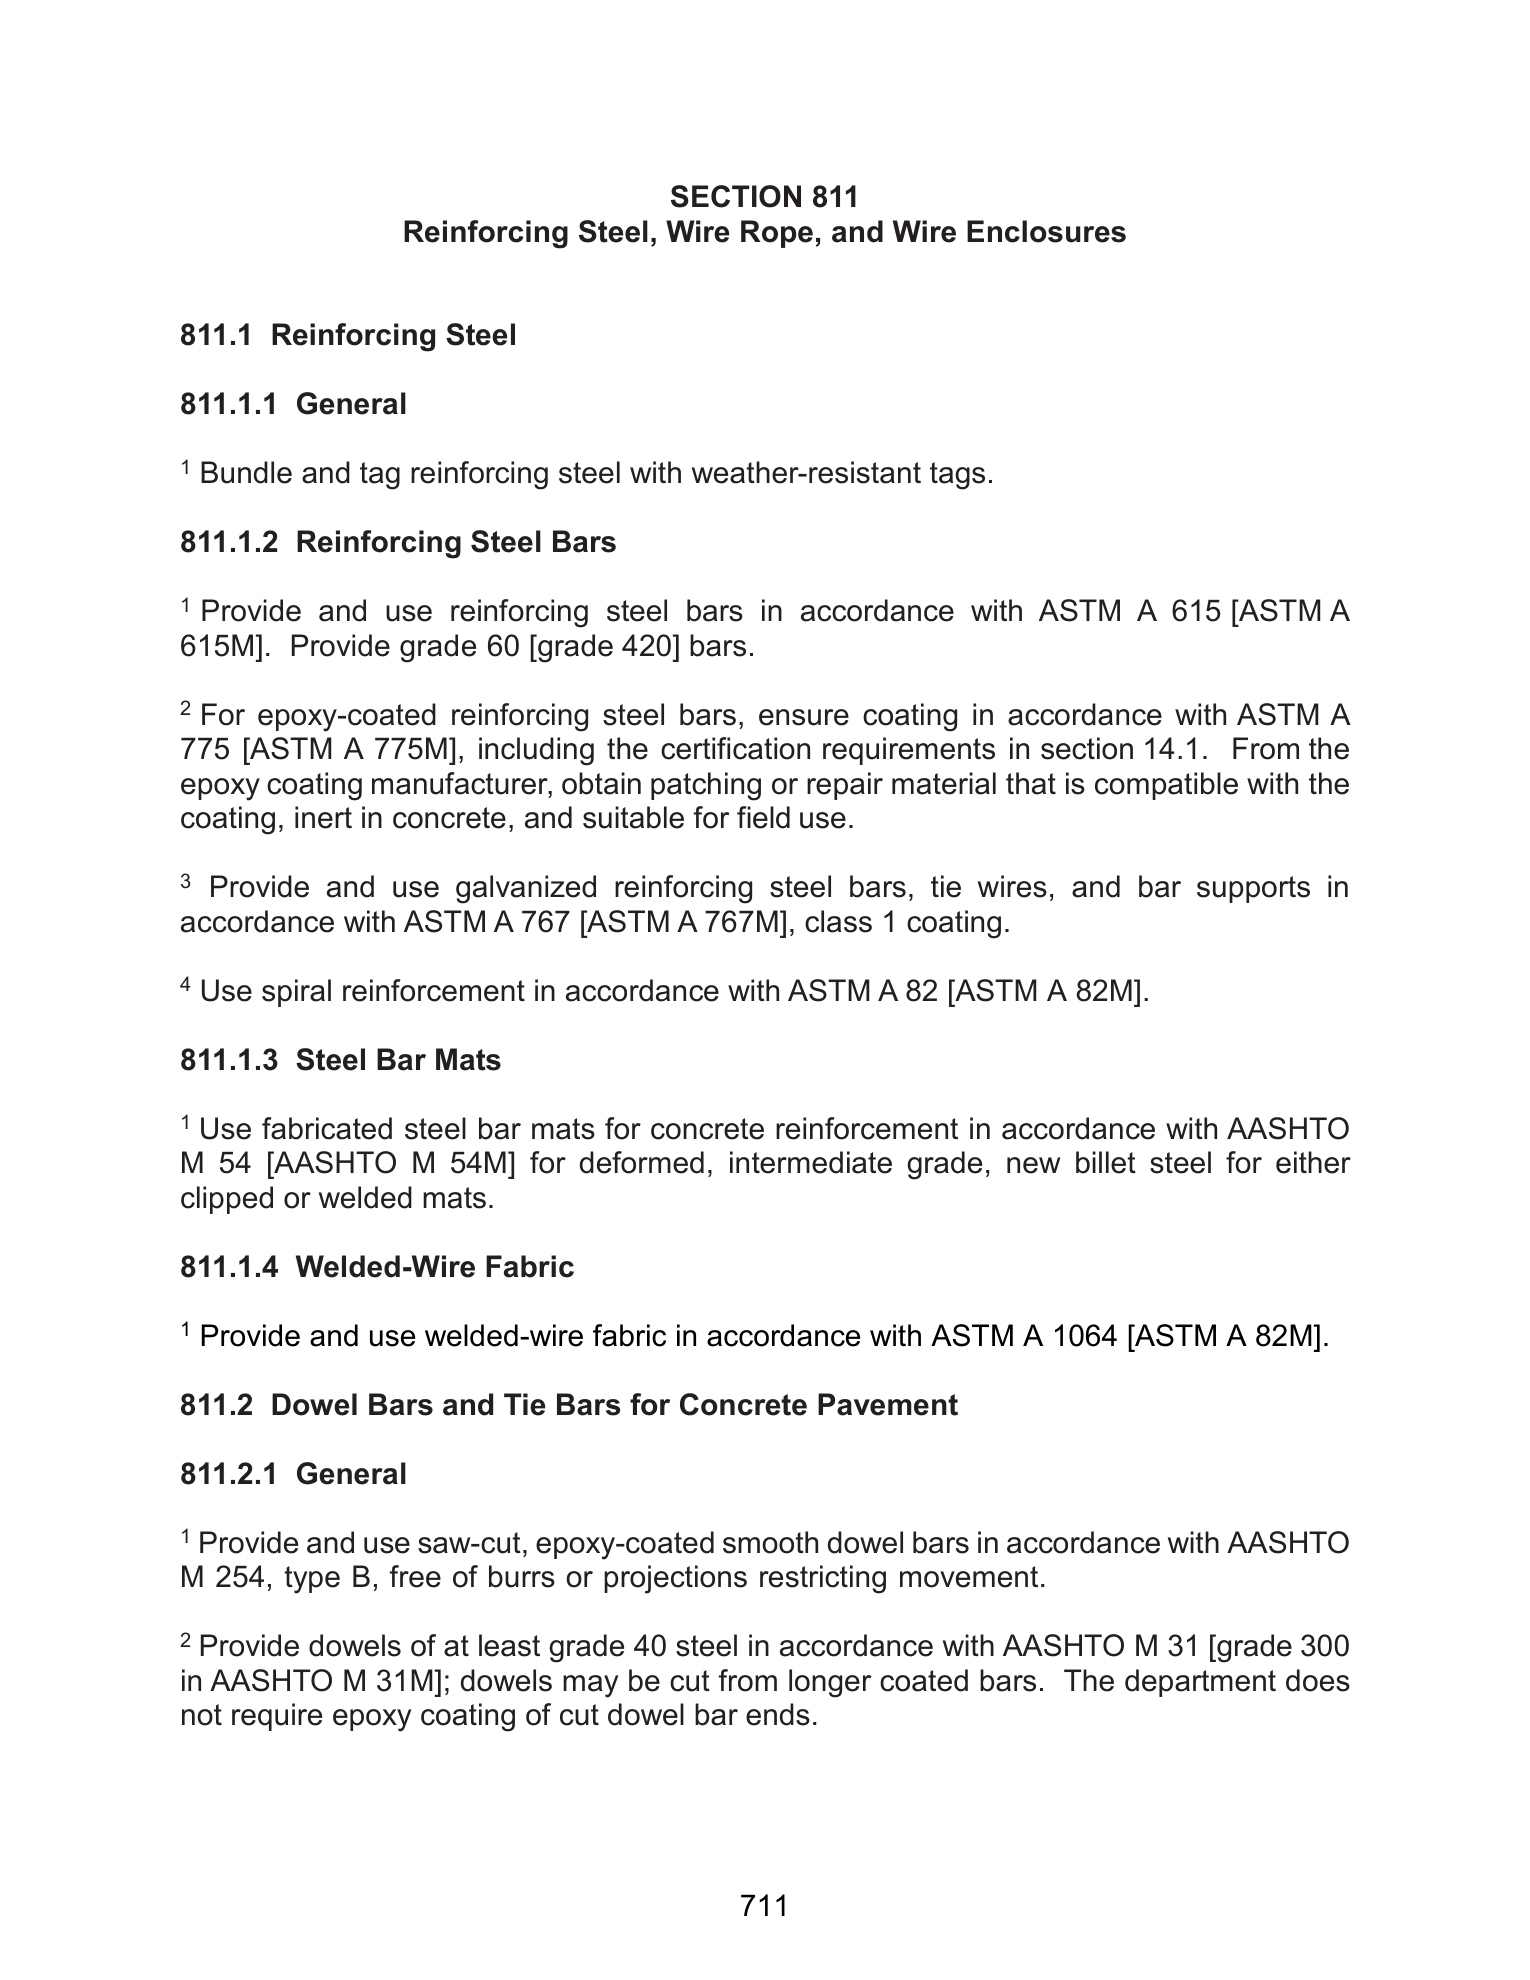 SECTION 811
Reinforcing Steel, Wire Rope, and Wire Enclosures
811.1 Reinforcing Steel
811.1.1 General
1 Bundle and tag reinforcing steel with weather-resistant tags.
811.1.2 Reinforcing Steel Bars
1 Provide and use reinforcing steel bars in accordance with ASTM A 615 [ASTM A
615M]. Provide grade 60 [grade 420] bars.
2 For epoxy-coated reinforcing steel bars, ensure coating in accordance with ASTM A
775 [ASTM A 775M], including the certification requirements in section 14.1. From the
epoxy coating manufacturer, obtain patching or repair material that is compatible with the
coating, inert in concrete, and suitable for field use.
3 Provide and use galvanized reinforcing steel bars, tie wires, and bar supports in
accordance with ASTM A 767 [ASTM A 767M], class 1 coating.
4 Use spiral reinforcement in accordance with ASTM A 82 [ASTM A 82M].
811.1.3 Steel Bar Mats
1 Use fabricated steel bar mats for concrete reinforcement in accordance with AASHTO
M 54 [AASHTO M 54M] for deformed, intermediate grade, new billet steel for either
clipped or welded mats.
811.1.4 Welded-Wire Fabric
1 Provide and use welded-wire fabric in accordance with ASTM A 1064 [ASTM A 82M].
811.2 Dowel Bars and Tie Bars for Concrete Pavement
811.2.1 General
1 Provide and use saw-cut, epoxy-coated smooth dowel bars in accordance with AASHTO
M 254, type B, free of burrs or projections restricting movement.
2 Provide dowels of at least grade 40 steel in accordance with AASHTO M 31 [grade 300
in AASHTO M 31M]; dowels may be cut from longer coated bars. The department does
not require epoxy coating of cut dowel bar ends.
711